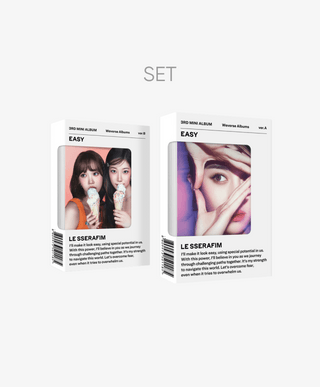 SET
3RD MINI ALBUM
Weverse Albums
ver.B
EASY
LE SSERAFIM
I'll make it look easy, using special potential in us.
With this power, I'll believe in you as we journey
through challenging paths together. It's my strength
to navigate this world. Let's overcome fear,
even when it tries to overwhelm us.
3RD MINI ALBUM
Weverse Albums
ver.A
EASY
LE SSERAFIM
I'll make it look easy, using special potential in us.
With this power, I'll believe in you as we journey
through challenging paths together. It's my strength
to navigate this world. Let's overcome fear,
even when it tries to overwhelm us.